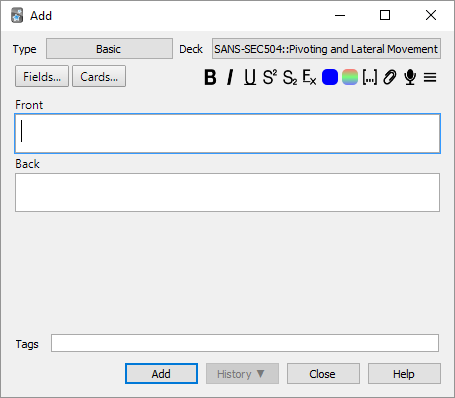 Add
Type Basic Deck SANS-SEC504::Pivoting and Lateral Movement
Fields... Cards... B I U S² S₂ Ex [...]
Front
Back
Tags
Add History ▼ Close Help